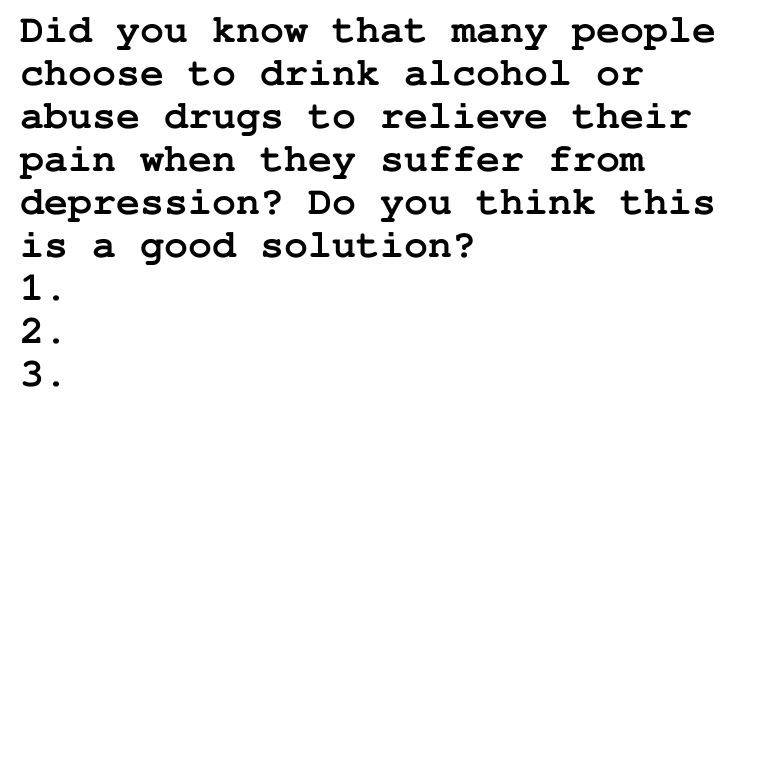 Did you know that many people
choose to drink alcohol or
abuse drugs to relieve their
pain when they suffer from
depression? Do you think this
is a good solution?
1.
2.
3.